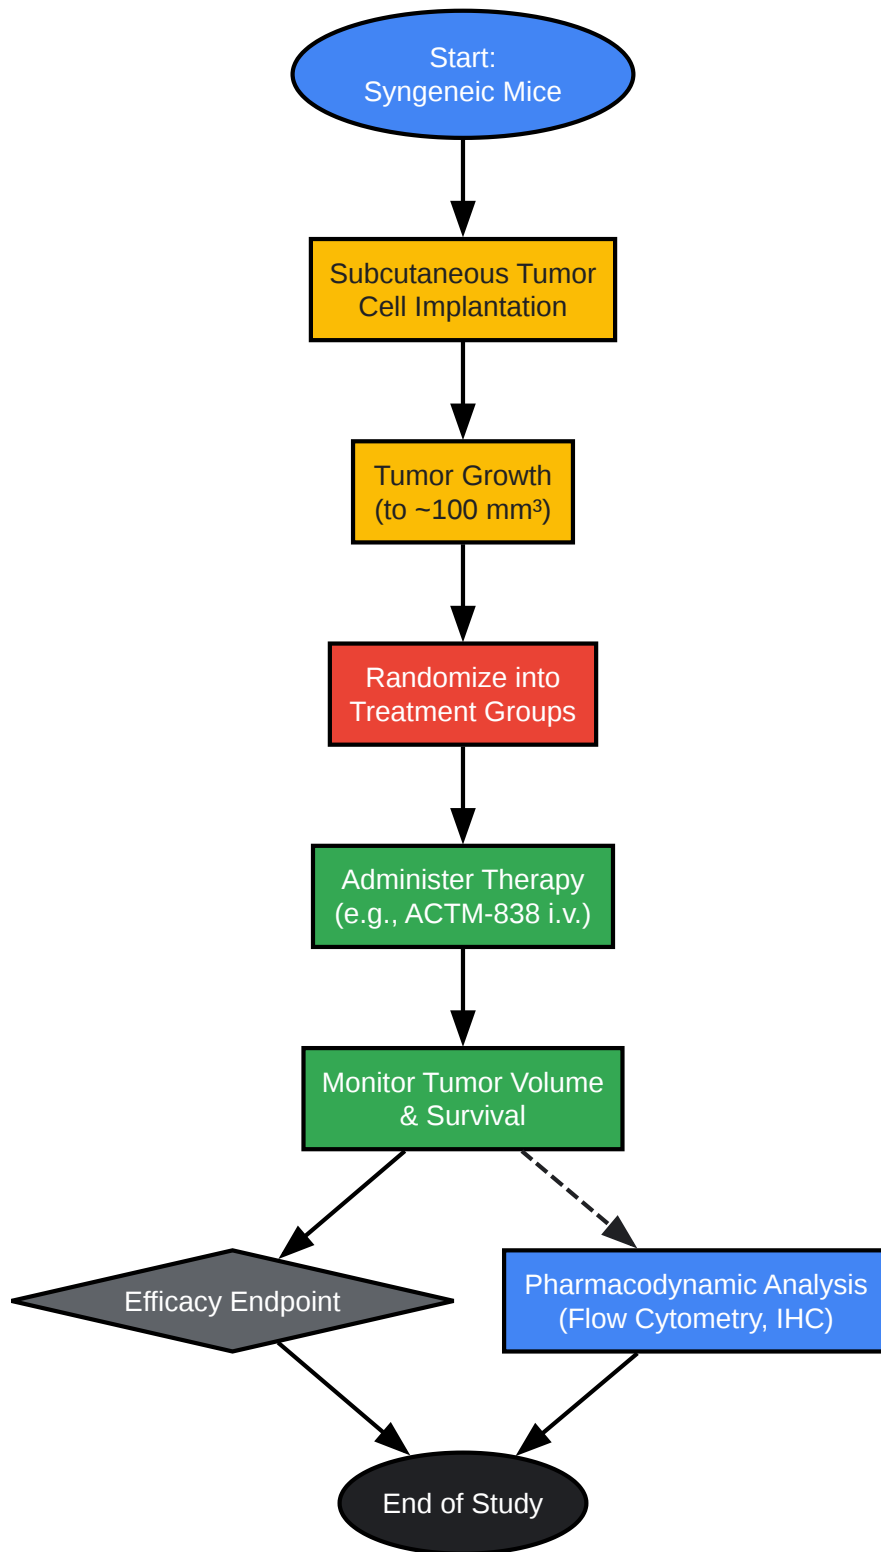 Start:
Syngeneic Mice
Subcutaneous Tumor
Cell Implantation
Tumor Growth
(to ~100 mm³)
Randomize into
Treatment Groups
Administer Therapy
(e.g., ACTM-838 i.v.)
Monitor Tumor Volume
& Survival
Efficacy Endpoint
Pharmacodynamic Analysis
(Flow Cytometry, IHC)
End of Study